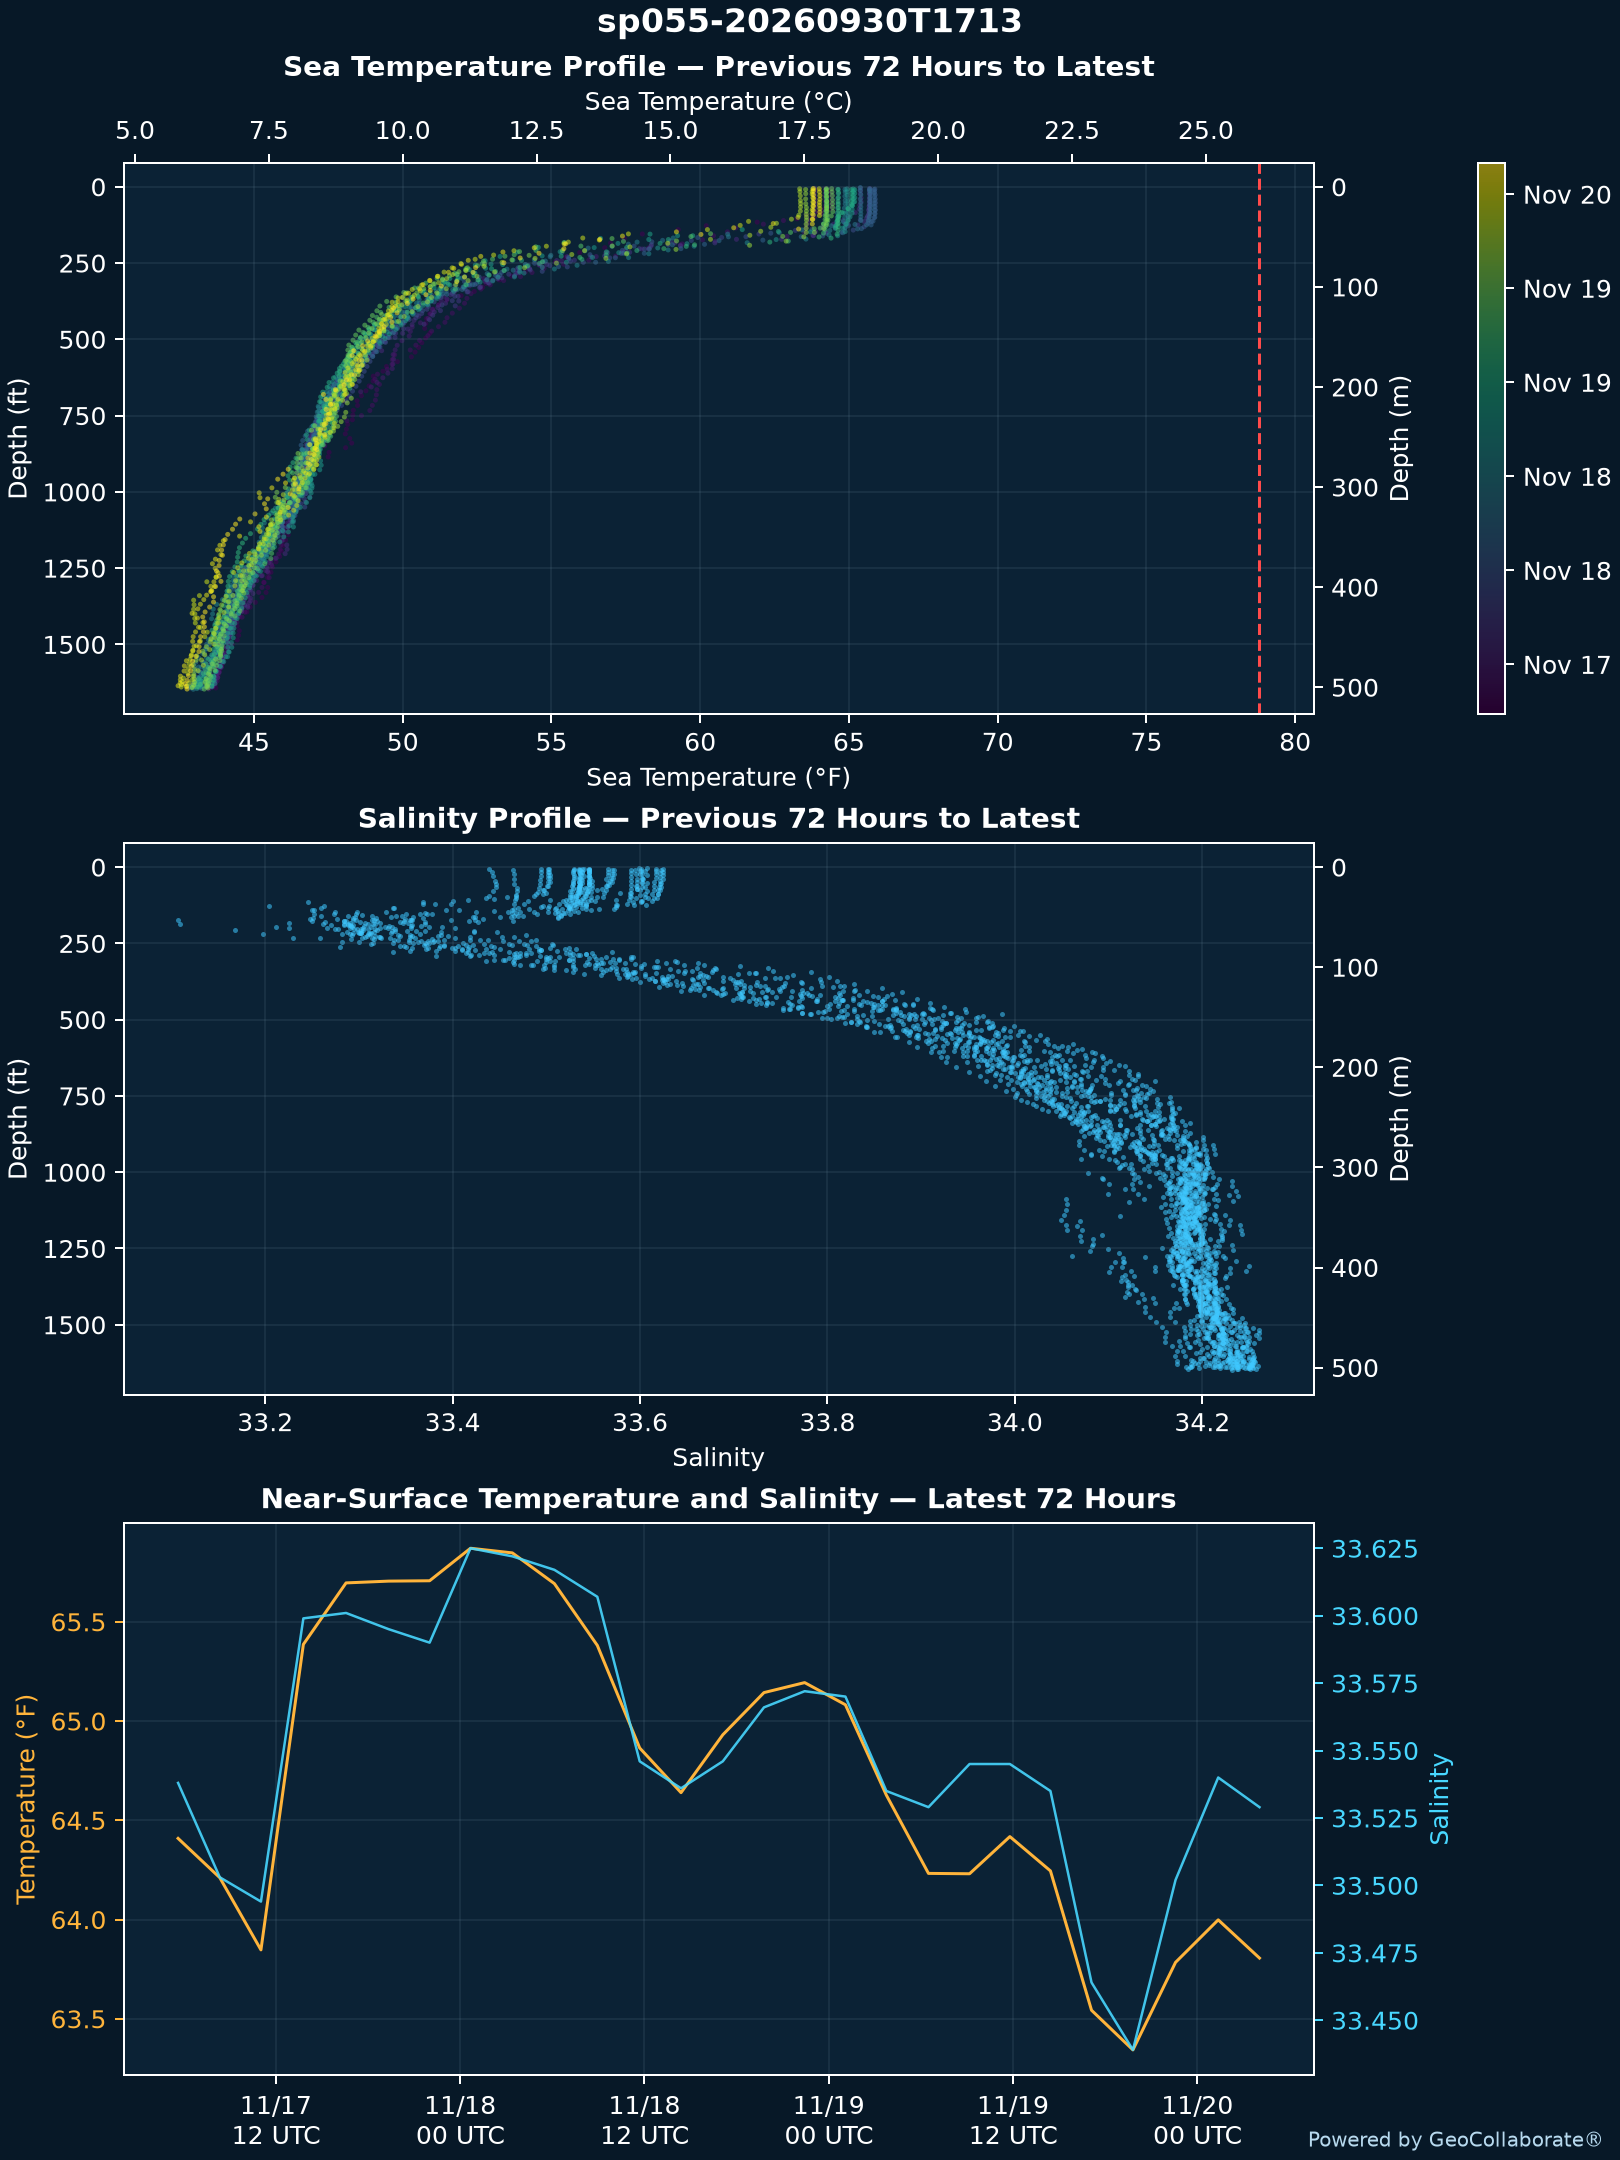 sp055-20260930T1713
Sea Temperature Profile — Previous 72 Hours to Latest
Sea Temperature (°C)
5.0 7.5 10.0 12.5 15.0 17.5 20.0 22.5 25.0
0
250
500
750
1000
1250
1500
Depth (ft)
0
100
200
300
400
500
Depth (m)
Nov 20
Nov 19
Nov 19
Nov 18
Nov 18
Nov 17
45 50 55 60 65 70 75 80
Sea Temperature (°F)
Salinity Profile — Previous 72 Hours to Latest
0
250
500
750
1000
1250
1500
Depth (ft)
0
100
200
300
400
500
Depth (m)
33.2 33.4 33.6 33.8 34.0 34.2
Salinity
Near-Surface Temperature and Salinity — Latest 72 Hours
65.5
65.0
64.5
64.0
63.5
Temperature (°F)
33.625
33.600
33.575
33.550
33.525
33.500
33.475
33.450
Salinity
11/17 11/18 11/18 11/19 11/19 11/20
12 UTC 00 UTC 12 UTC 00 UTC 12 UTC 00 UTC
Powered by GeoCollaborate®